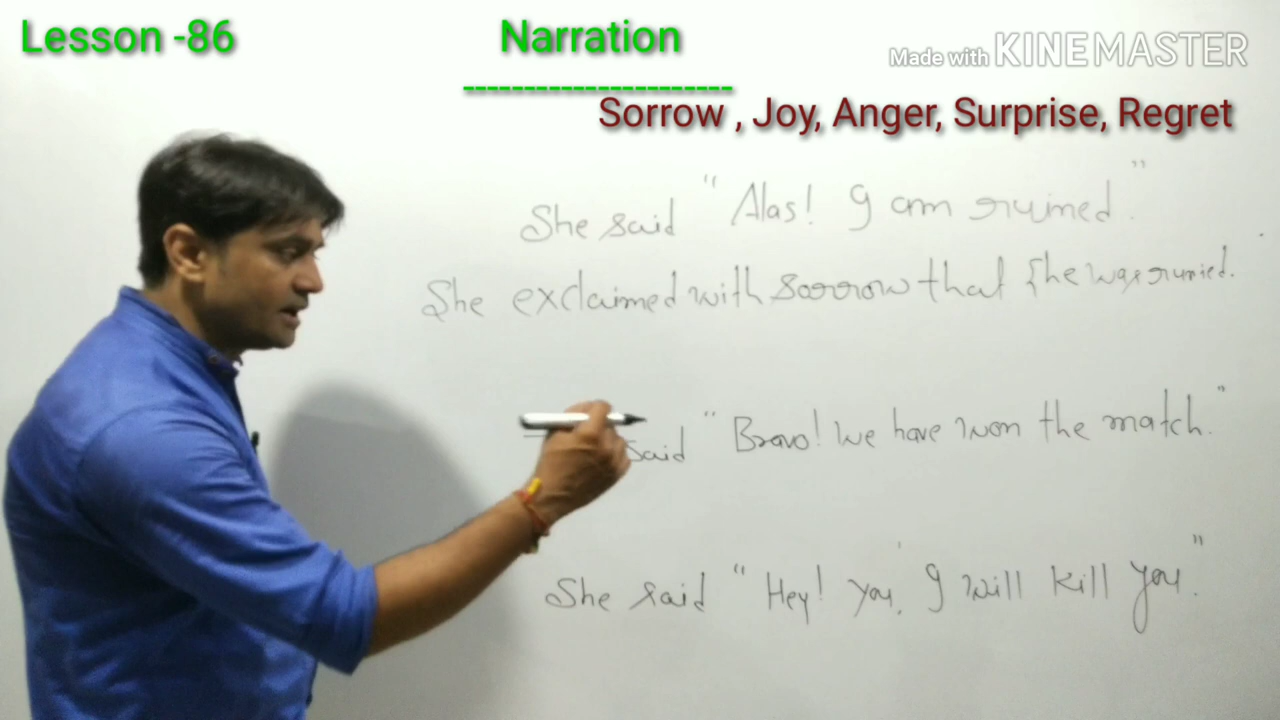 Lesson -86
Narration
Made with KINEMASTER
----------------------
Sorrow , Joy, Anger, Surprise, Regret
She said " Alas! I am ruined."
She exclaimed with sorrow that She was ruined.
said " Bravo! We have won the match."
She said " Hey! You, I will kill you."